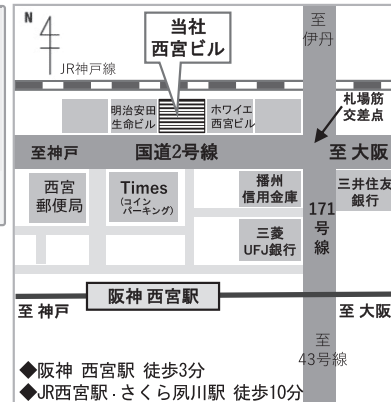 至
伊丹
N
当社
西宮ビル
JR神戸線
明治安田
生命ビル
ホワイエ
西宮ビル
札場筋
交差点
至神戸
国道2号線
至大阪
西宮
郵便局
Times
(コイン
パーキング)
播州
信用金庫
三井住友
銀行
171
号
線
三菱
UFJ銀行
阪神 西宮駅
至 神戸
至 大阪
至
43号線
◆阪神 西宮駅 徒歩3分
◆JR西宮駅・さくら夙川駅 徒歩10分